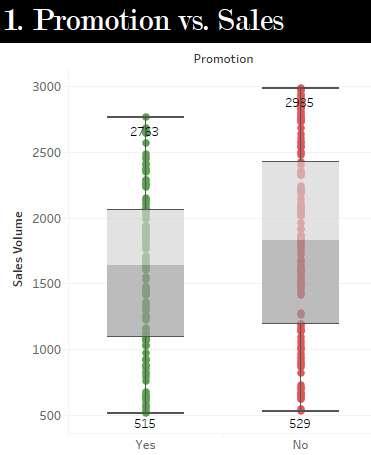 1. Promotion vs. Sales
Promotion
3000
2985
2763
2500
2000
Sales Volume
1500
1000
500
515
529
Yes
No